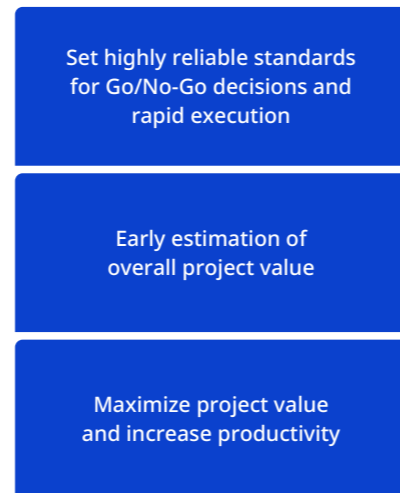 Set highly reliable standards
for Go/No-Go decisions and
rapid execution
Early estimation of
overall project value
Maximize project value
and increase productivity